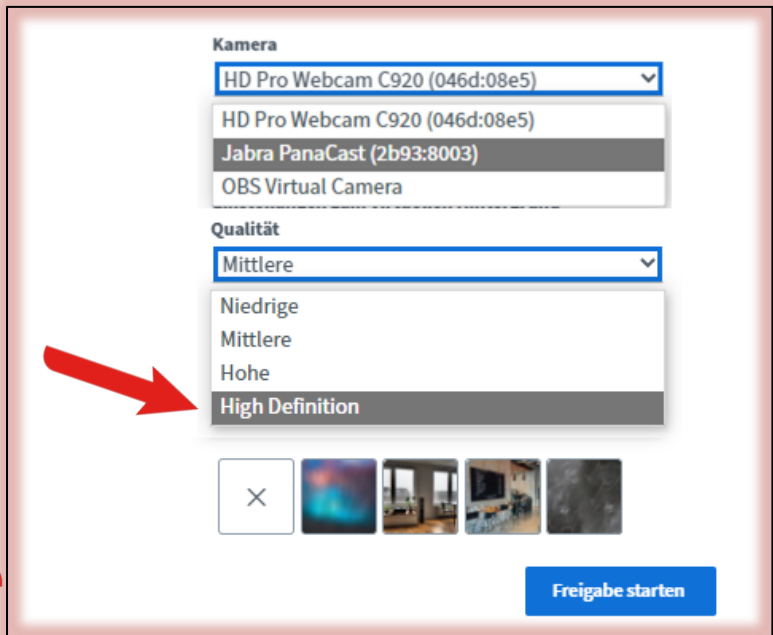 Kamera
HD Pro Webcam C920 (046d:08e5)
HD Pro Webcam C920 (046d:08e5)
Jabra PanaCast (2b93:8003)
OBS Virtual Camera
Qualität
Mittlere
Niedrige
Mittlere
Hohe
High Definition
Freigabe starten